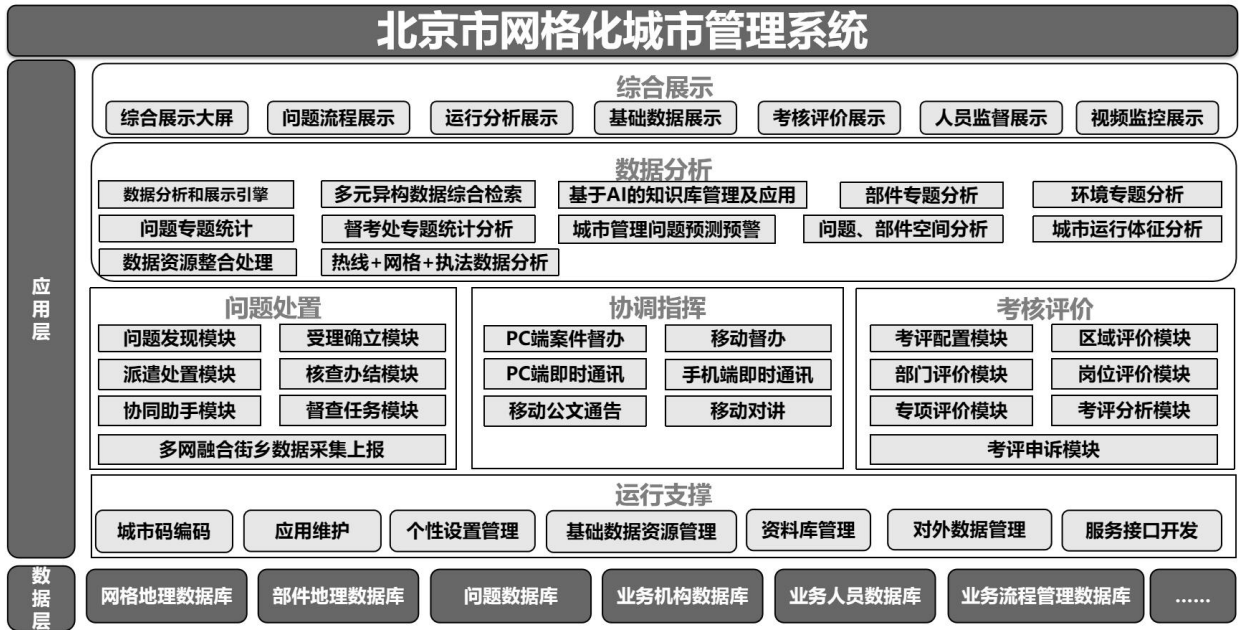 北京市网格化城市管理系统
应用层
综合展示
综合展示大屏 问题流程展示 运行分析展示 基础数据展示 考核评价展示 人员监督展示 视频监控展示
数据分析
数据分析和展示引擎 多元异构数据综合检索 基于AI的知识库管理及应用 部件专题分析 环境专题分析
问题专题统计 督考处专题统计分析 城市管理问题预测预警 问题、部件空间分析 城市运行体征分析
数据资源整合处理 热线+网格+执法数据分析
问题处置
问题发现模块 受理确立模块
派遣处置模块 核查办结模块
协同助手模块 督查任务模块
多网融合街乡数据采集上报
协调指挥
PC端案件督办 移动督办
PC端即时通讯 手机端即时通讯
移动公文通告 移动对讲
考核评价
考评配置模块 区域评价模块
部门评价模块 岗位评价模块
专项评价模块 考评分析模块
考评申诉模块
运行支撑
城市码编码 应用维护 个性设置管理 基础数据资源管理 资料库管理 对外数据管理 服务接口开发
数据层
网格地理数据库 部件地理数据库 问题数据库 业务机构数据库 业务人员数据库 业务流程管理数据库 ......